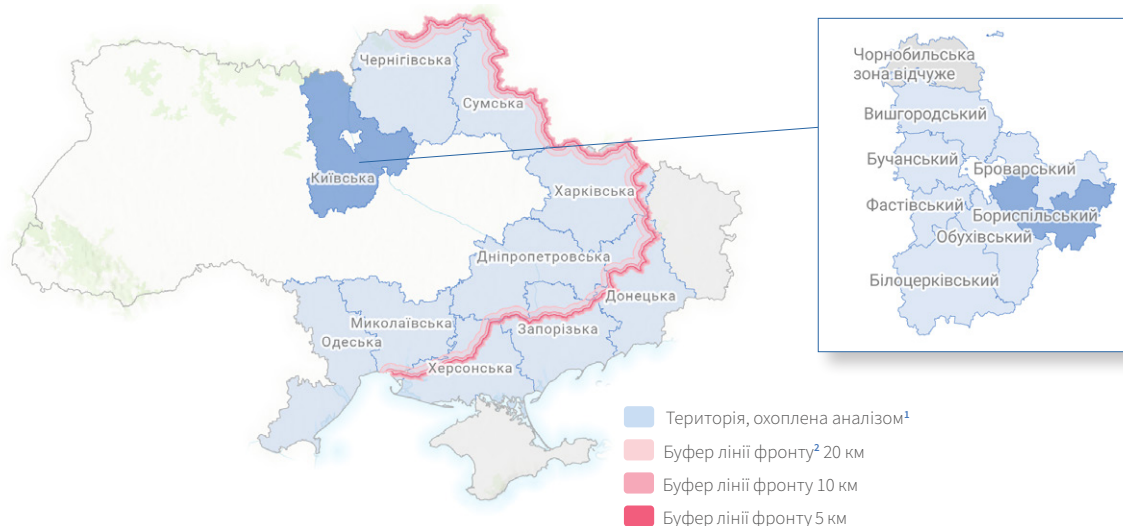 Чернігівська
Сумська
Київська
Харківська
Дніпропетровська
Донецька
Миколаївська
Запорізька
Одеська
Херсонська
Чорнобильська
зона відчуже
Вишгородський
Бучанський
Броварський
Фастівський
Бориспільський
Обухівський
Білоцерківський
Територія, охоплена аналізом¹
Буфер лінії фронту² 20 км
Буфер лінії фронту 10 км
Буфер лінії фронту 5 км